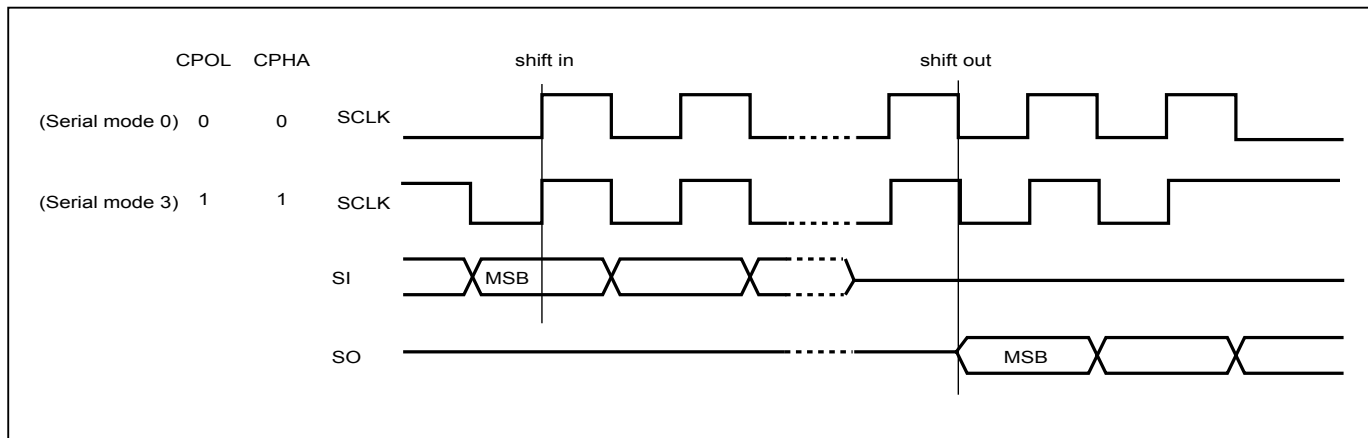 CPOL CPHA shift in shift out
(Serial mode 0) 0 0 SCLK
(Serial mode 3) 1 1 SCLK
SI MSB
SO MSB